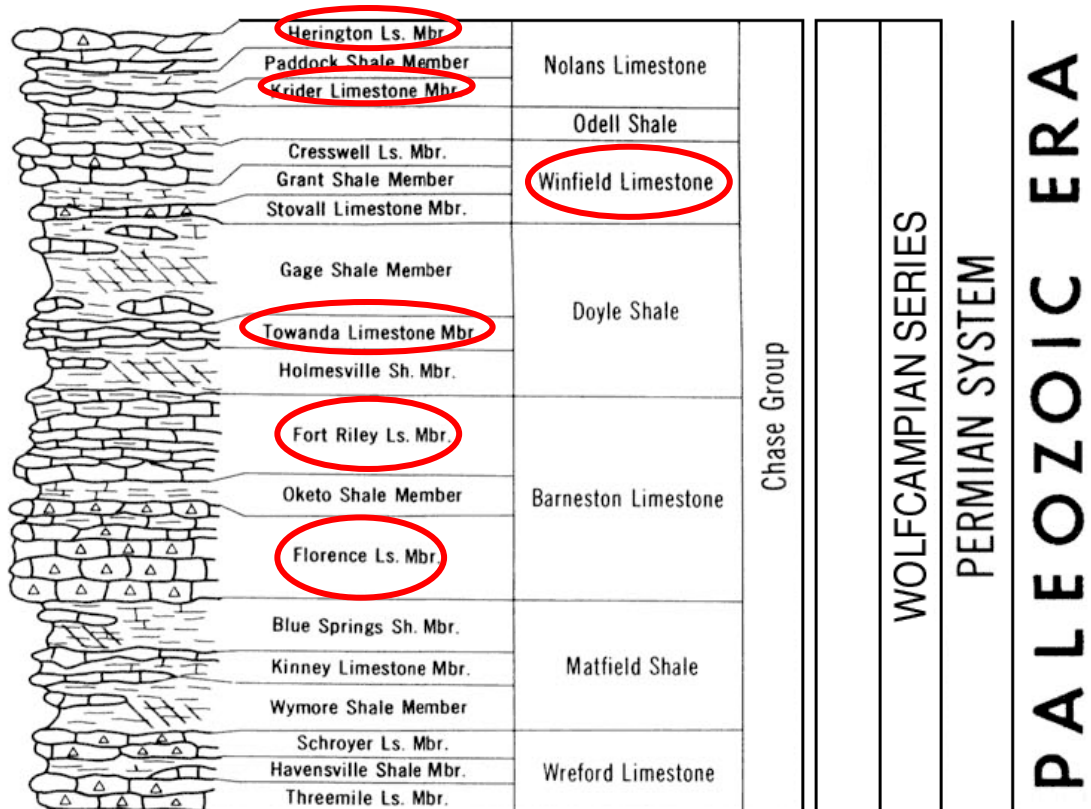 Herington Ls. Mbr.
Paddock Shale Member
Krider Limestone Mbr.
Nolans Limestone
Odell Shale
Creswell Ls. Mbr.
Grant Shale Member
Stovall Limestone Mbr.
Winfield Limestone
Gage Shale Member
Towanda Limestone Mbr.
Holmesville Sh. Mbr.
Doyle Shale
Fort Riley Ls. Mbr.
Oketo Shale Member
Florence Ls. Mbr.
Barneston Limestone
Blue Springs Sh. Mbr.
Kinney Limestone Mbr.
Wymore Shale Member
Matfield Shale
Schroyer Ls. Mbr.
Havensville Shale Mbr.
Threemile Ls. Mbr.
Wreford Limestone
Chase Group
WOLFCAMPIAN SERIES
PERMIAN SYSTEM
PALEOZOIC ERA